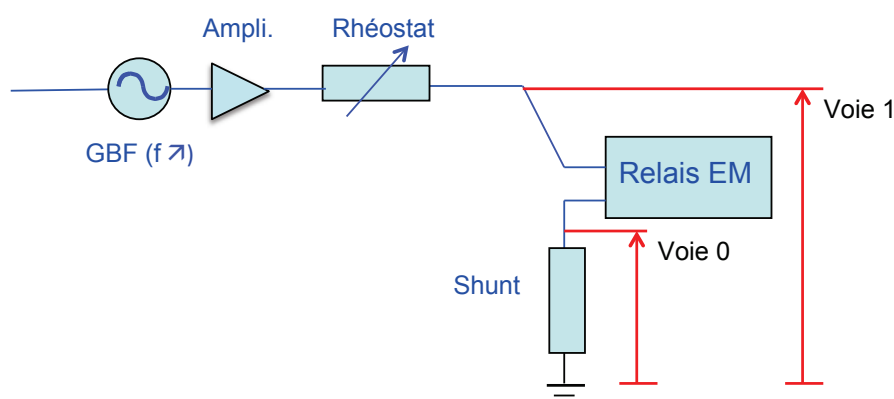 Ampli.
Rhéostat
Voie 1
GBF (f ↗)
Relais EM
Voie 0
Shunt